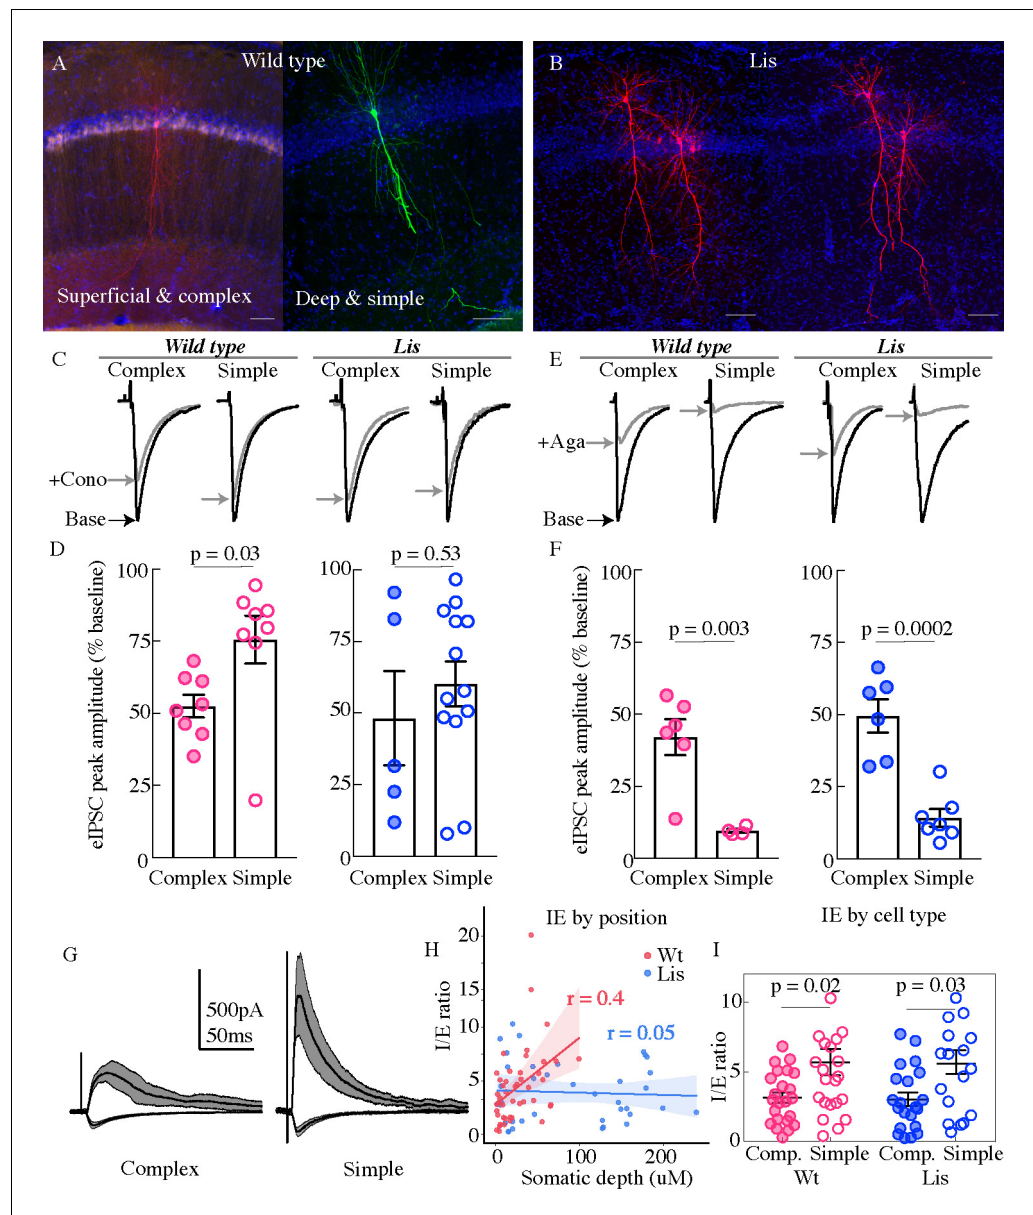 A
Wild type
Superficial & complex
Deep & simple
B
Lis
C
Wild type
Lis
Complex
Simple
Complex
Simple
+Cono
Base
E
Wild type
Lis
Complex
Simple
Complex
Simple
+Aga
Base
D
eIPSC peak amplitude (% baseline)
100
75
50
25
0
p = 0.03
Complex Simple
100
75
50
25
0
p = 0.53
Complex Simple
F
eIPSC peak amplitude (% baseline)
100
75
50
25
0
p = 0.003
Complex Simple
100
75
50
25
0
p = 0.0002
Complex Simple
G
500pA
50ms
Complex
Simple
H
IE by position
Wt
Lis
r = 0.4
r = 0.05
I/E ratio
20
15
10
5
0
0
100
200
Somatic depth (uM)
I
IE by cell type
p = 0.02
p = 0.03
I/E ratio
10
5
0
Comp. Simple
Comp. Simple
Wt
Lis